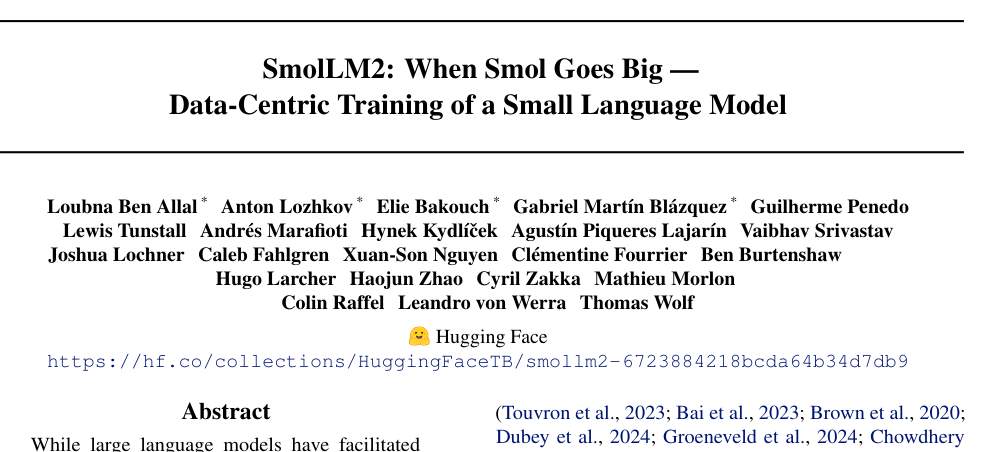 SmolLM2: When Smol Goes Big —
Data-Centric Training of a Small Language Model
Loubna Ben Allal* Anton Lozhkov* Elie Bakouch* Gabriel Martín Blázquez* Guilherme Penedo
Lewis Tunstall Andrés Marafioti Hynek Kydlíček Agustín Piqueres Lajarín Vaibhav Srivastav
Joshua Lochner Caleb Fahlgren Xuan-Son Nguyen Clémentine Fourrier Ben Burtenshaw
Hugo Larcher Haojun Zhao Cyril Zakka Mathieu Morlon
Colin Raffel Leandro von Werra Thomas Wolf
🤗 Hugging Face
https://hf.co/collections/HuggingFaceTB/smollm2-6723884218bcda64b34d7db9
Abstract
While large language models have facilitated
(Touvron et al., 2023; Bai et al., 2023; Brown et al., 2020;
Dubey et al., 2024; Groeneveld et al., 2024; Chowdhery